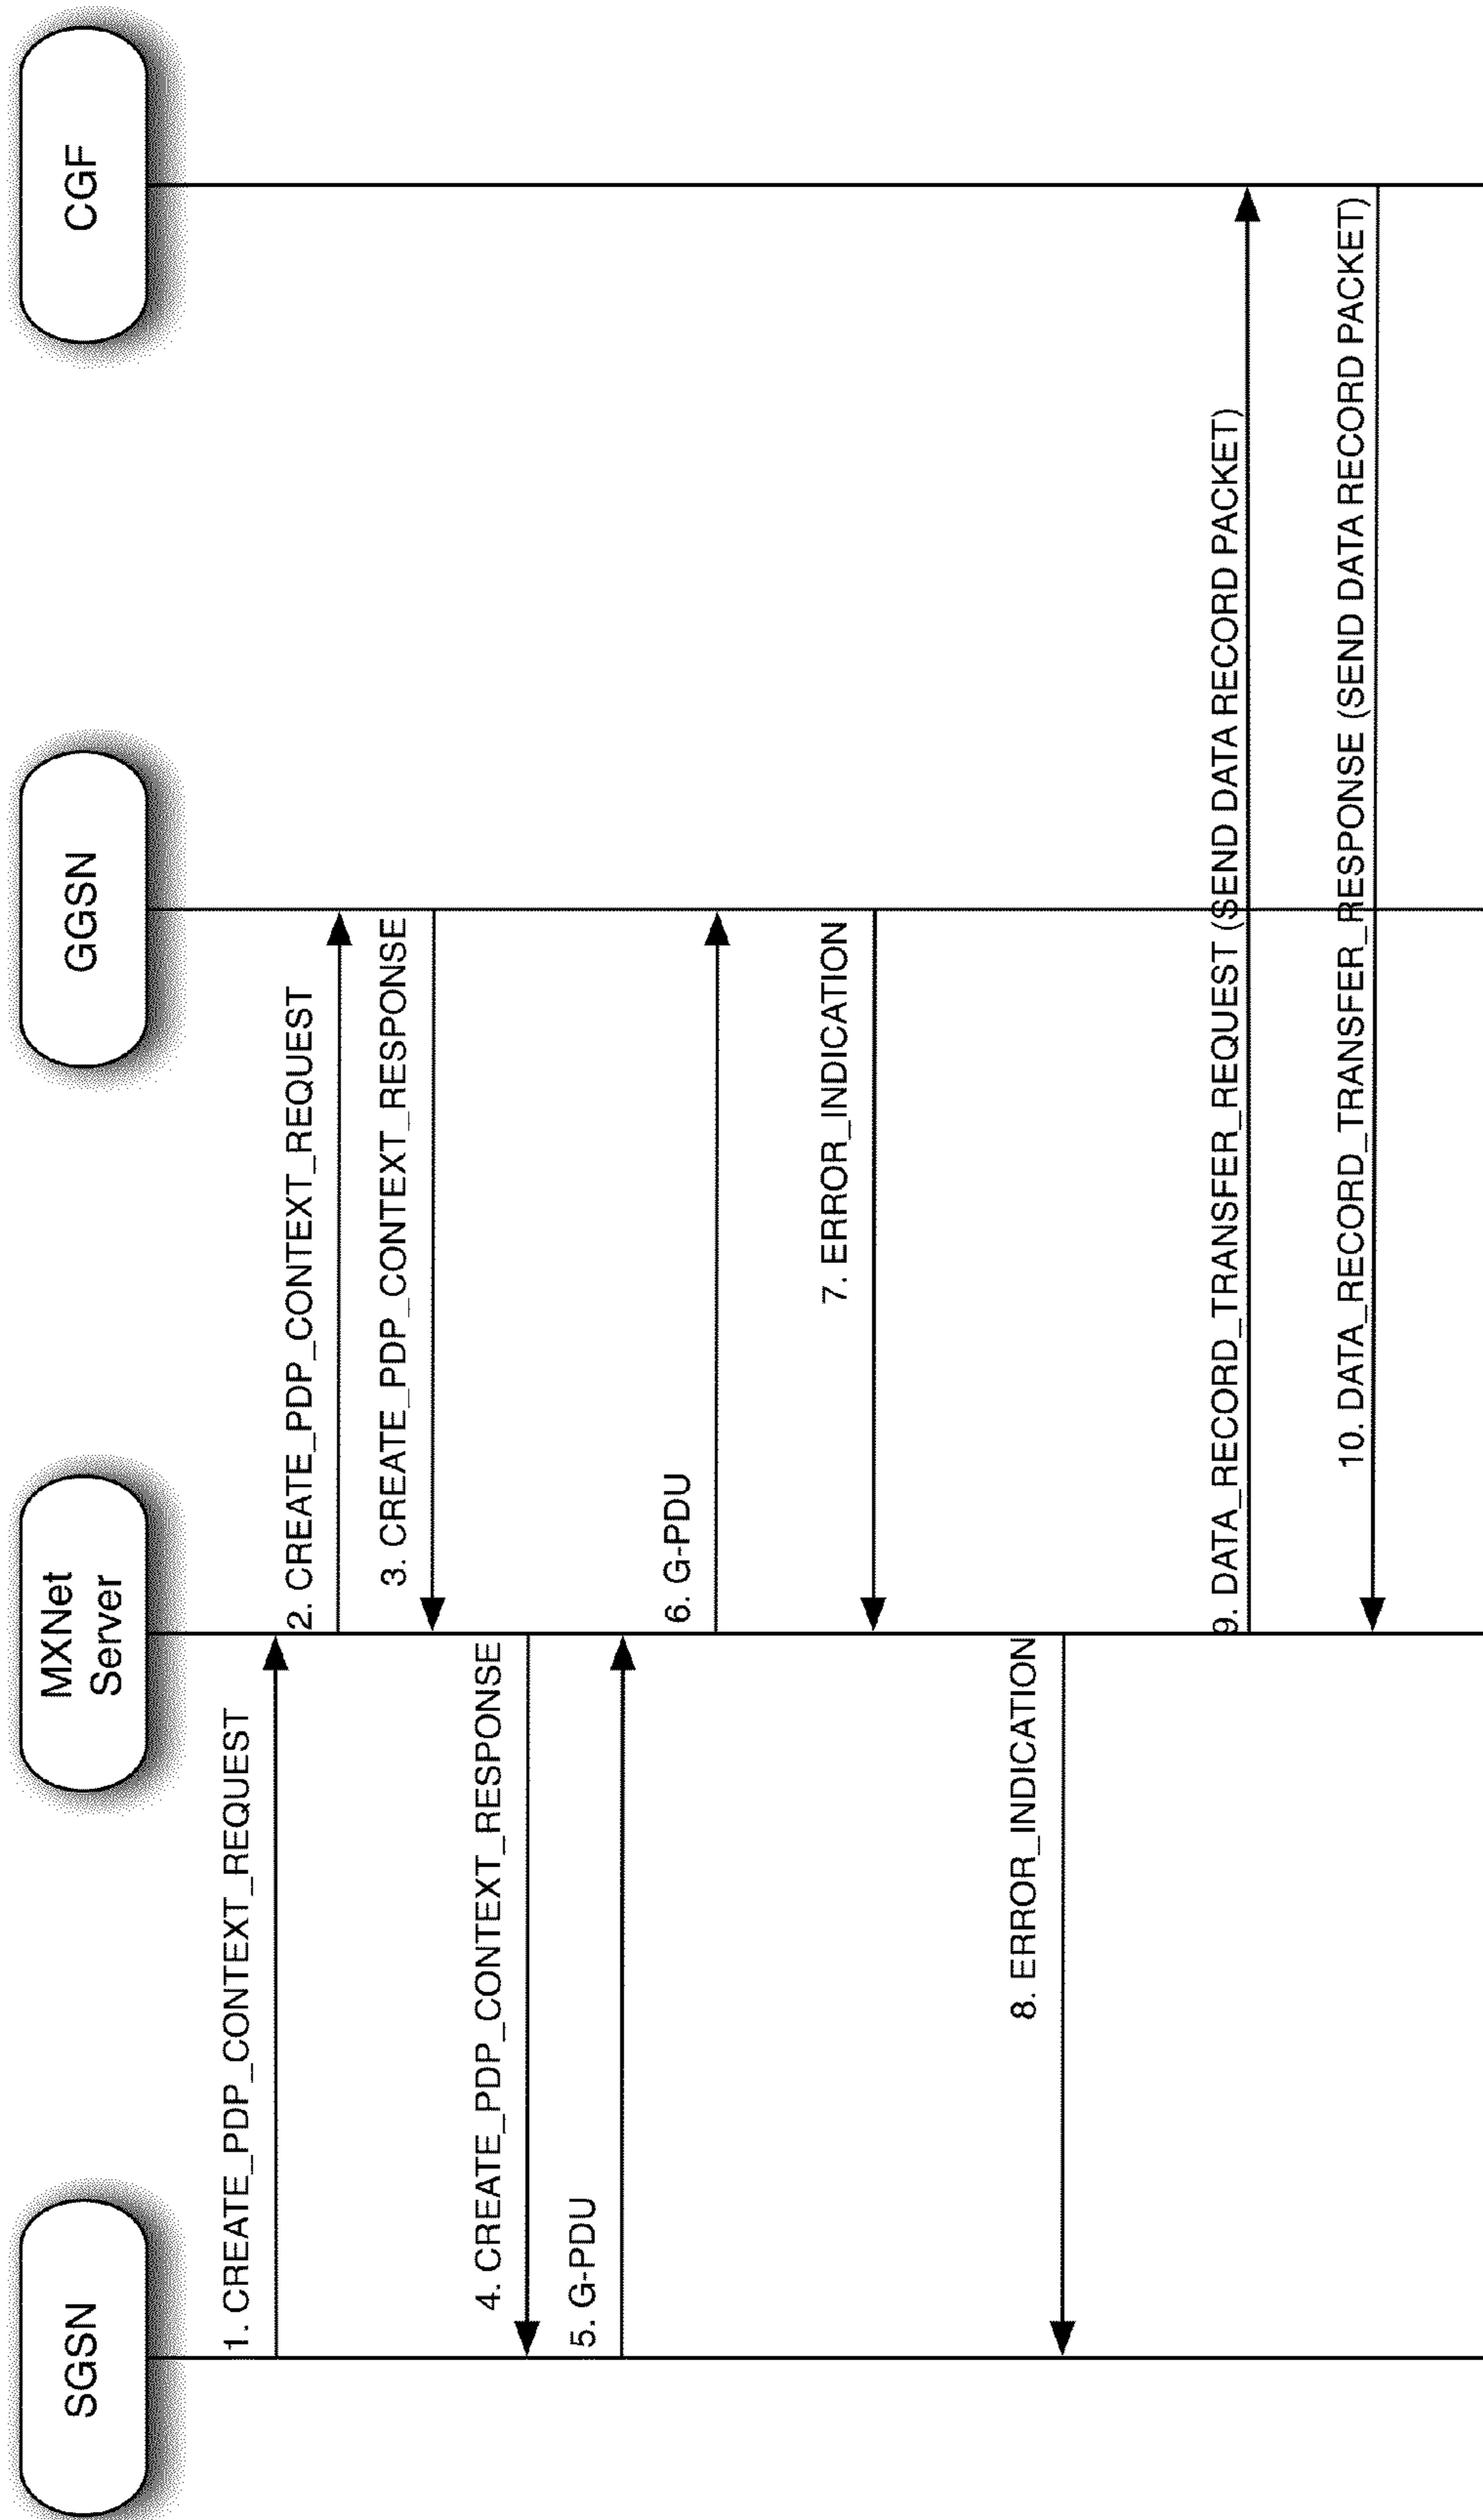 SGSN
MXNet
Server
GGSN
CGF
1. CREATE_PDP_CONTEXT_REQUEST
2. CREATE_PDP_CONTEXT_REQUEST
3. CREATE_PDP_CONTEXT_RESPONSE
4. CREATE_PDP_CONTEXT_RESPONSE
5. G-PDU
6. G-PDU
7. ERROR_INDICATION
8. ERROR_INDICATION
9. DATA_RECORD_TRANSFER_REQUEST (SEND DATA RECORD PACKET)
10. DATA_RECORD_TRANSFER_RESPONSE (SEND DATA RECORD PACKET)